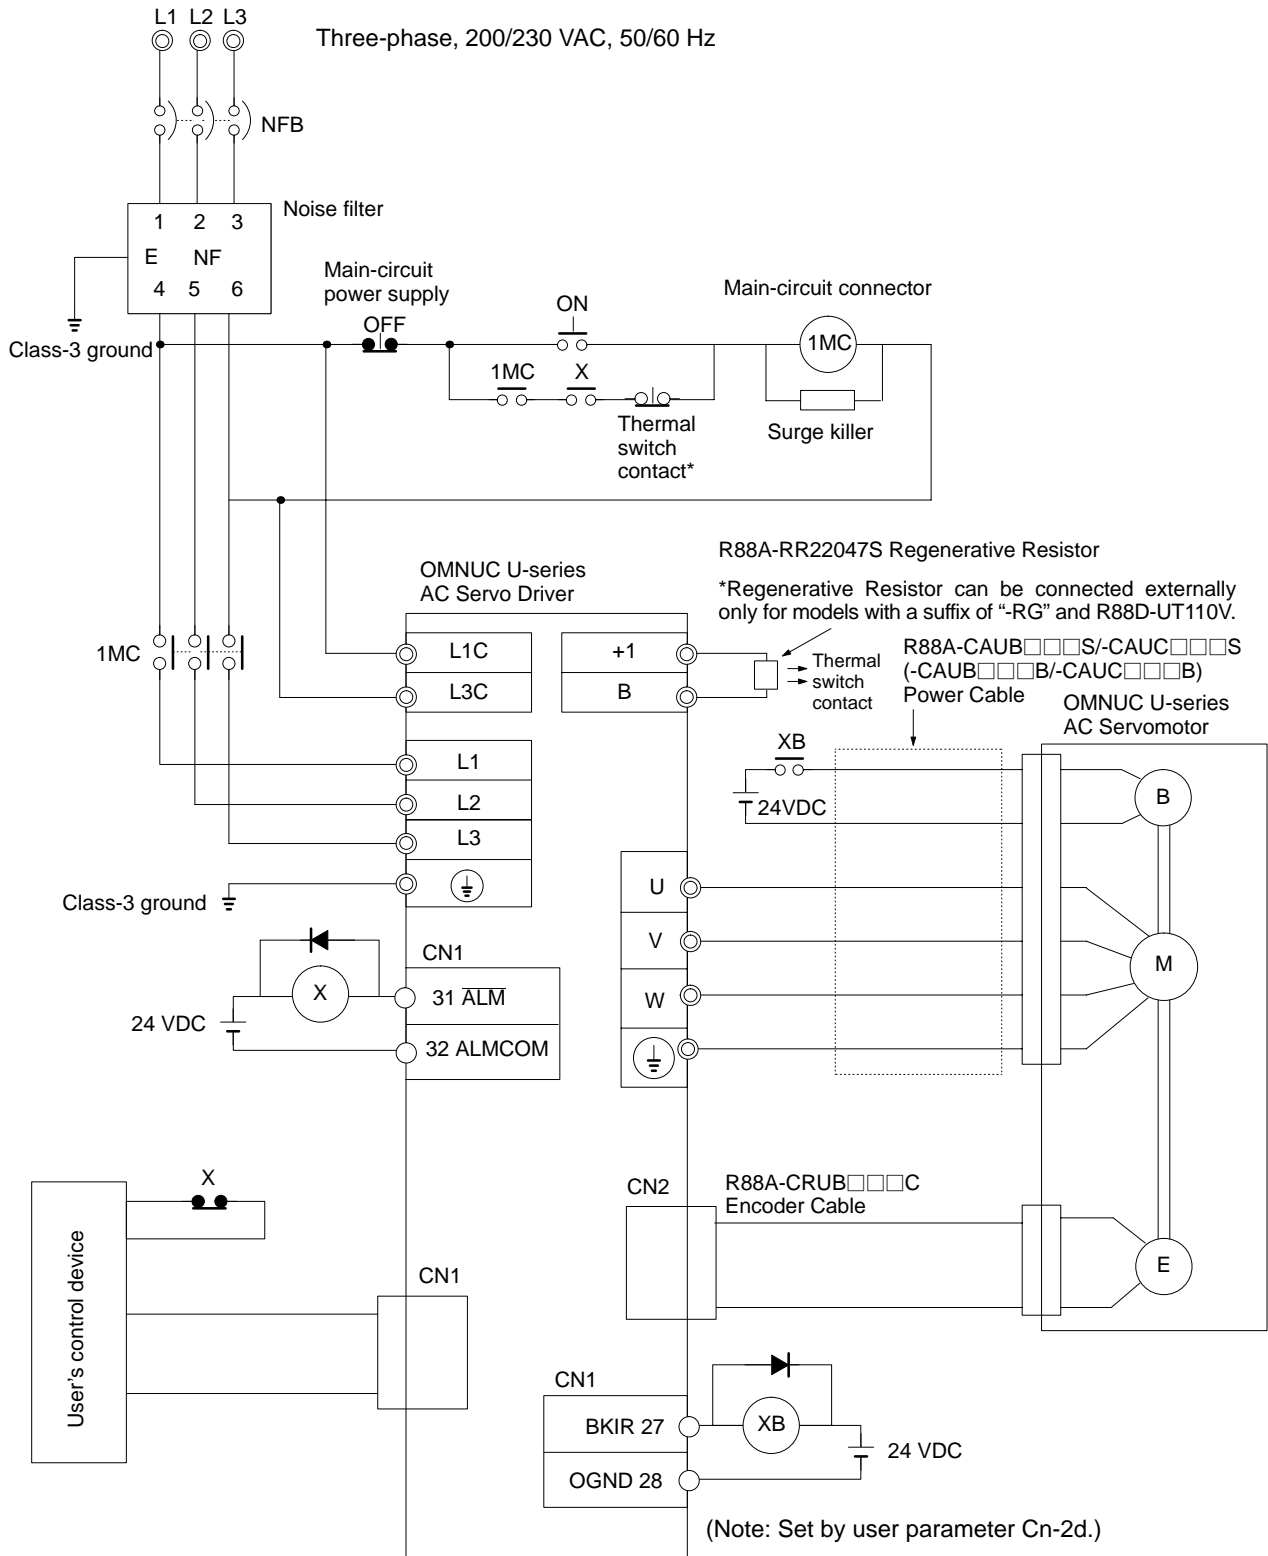 L1 L2 L3
Three-phase, 200/230 VAC, 50/60 Hz
NFB
Noise filter
1 2 3
E NF
4 5 6
Class-3 ground
Main-circuit
power supply
OFF
ON
Main-circuit connector
1MC
1MC X
Thermal
switch
contact*
Surge killer
R88A-RR22047S Regenerative Resistor
*Regenerative Resistor can be connected externally
only for models with a suffix of “-RG” and R88D-UT110V.
OMNUC U-series
AC Servo Driver
1MC
L1C
L3C
+1
B
Thermal
switch
contact
R88A-CAUB□□□S/-CAUC□□□S
(-CAUB□□□B/-CAUC□□□B)
Power Cable
OMNUC U-series
AC Servomotor
L1
L2
L3
XB
24VDC
B
Class-3 ground
U
V
W
M
CN1
X
31 ALM
24 VDC
32 ALMCOM
X
User's control device
CN1
CN2
R88A-CRUB□□□C
Encoder Cable
E
CN1
BKIR 27
XB
24 VDC
OGND 28
(Note: Set by user parameter Cn-2d.)